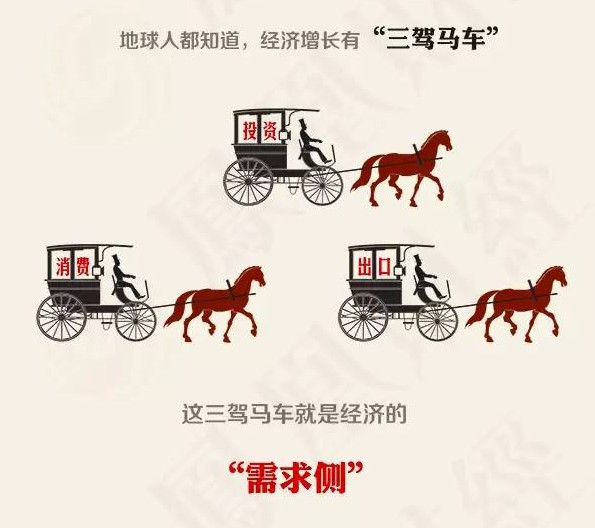 地球人都知道，经济增长有“三驾马车”
投资
消费
出口
这三驾马车就是经济的
“需求侧”